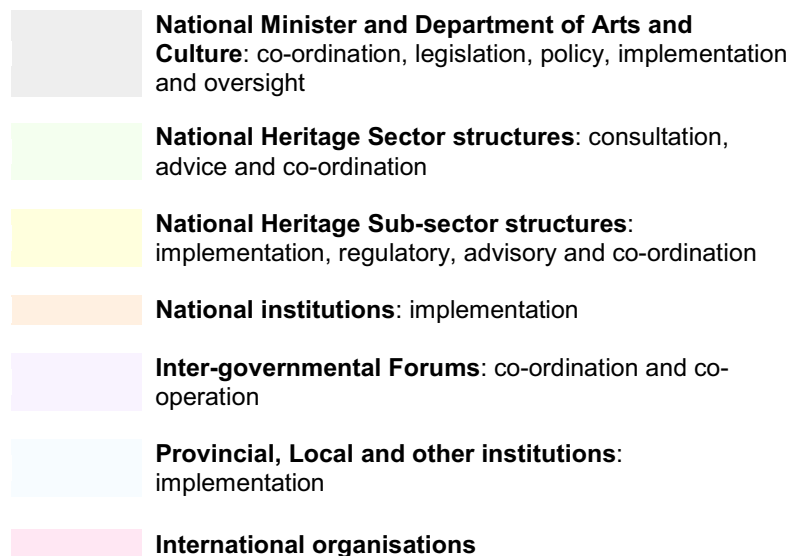 National Minister and Department of Arts and
Culture: co-ordination, legislation, policy, implementation
and oversight
National Heritage Sector structures: consultation,
advice and co-ordination
National Heritage Sub-sector structures:
implementation, regulatory, advisory and co-ordination
National institutions: implementation
Inter-governmental Forums: co-ordination and co-
operation
Provincial, Local and other institutions:
implementation
International organisations